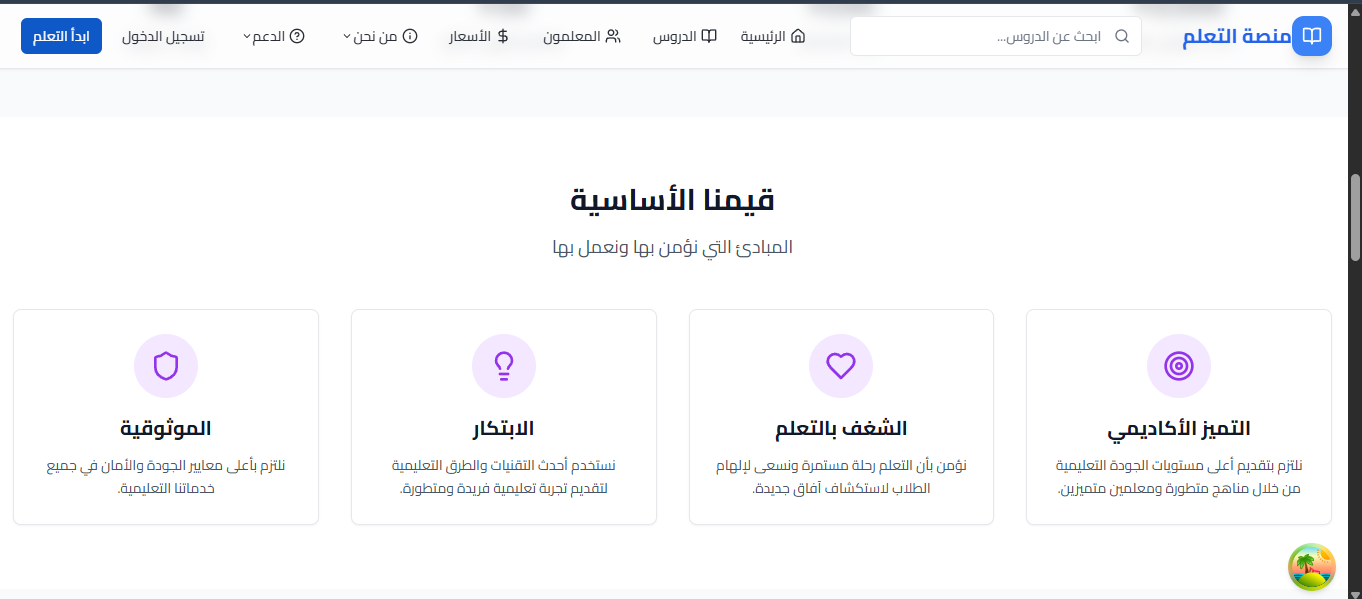 منصة التعلم
ابحث عن الدروس...
الرئيسية
الدروس
المعلمون
الأسعار
من نحن
الدعم
تسجيل الدخول
ابدأ التعلم
قيمنا الأساسية
المبادئ التي نؤمن بها ونعمل بها
التميز الأكاديمي
نلتزم بتقديم أعلى مستويات الجودة التعليمية
من خلال مناهج متطورة ومعلمين متميزين.
الشغف بالتعلم
نؤمن بأن التعلم رحلة مستمرة ونسعى لإلهام
الطلاب لاستكشاف آفاق جديدة.
الابتكار
نستخدم أحدث التقنيات والطرق التعليمية
لتقديم تجربة تعليمية فريدة ومتطورة.
الموثوقية
نلتزم بأعلى معايير الجودة والأمان في جميع
خدماتنا التعليمية.